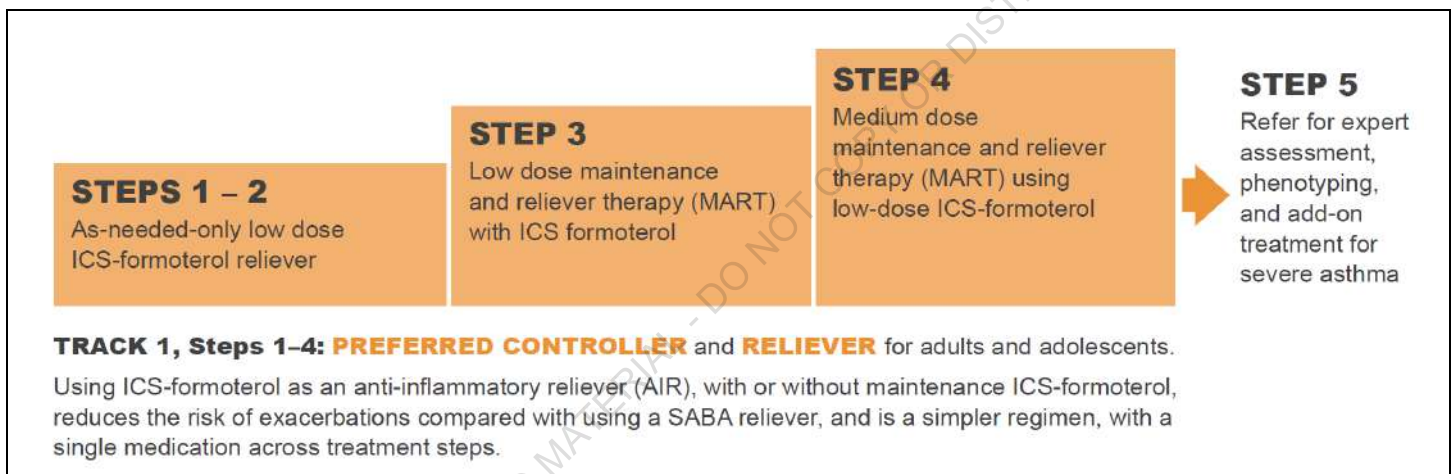 STEPS 1 – 2
As-needed-only low dose
ICS-formoterol reliever
STEP 3
Low dose maintenance
and reliever therapy (MART)
with ICS formoterol
STEP 4
Medium dose
maintenance and reliever
therapy (MART) using
low-dose ICS-formoterol
STEP 5
Refer for expert
assessment,
phenotyping,
and add-on
treatment for
severe asthma
TRACK 1, Steps 1–4: PREFERRED CONTROLLER and RELIEVER for adults and adolescents.
Using ICS-formoterol as an anti-inflammatory reliever (AIR), with or without maintenance ICS-formoterol,
reduces the risk of exacerbations compared with using a SABA reliever, and is a simpler regimen, with a
single medication across treatment steps.
MATERIAL - DO NOT COPY OR